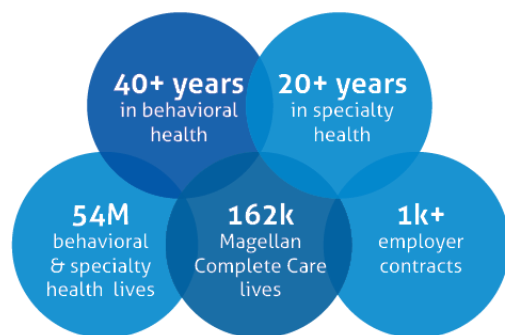 40+ years
in behavioral
health
20+ years
in specialty
health
54M
behavioral
& specialty
health lives
162k
Magellan
Complete Care
lives
1k+
employer
contracts